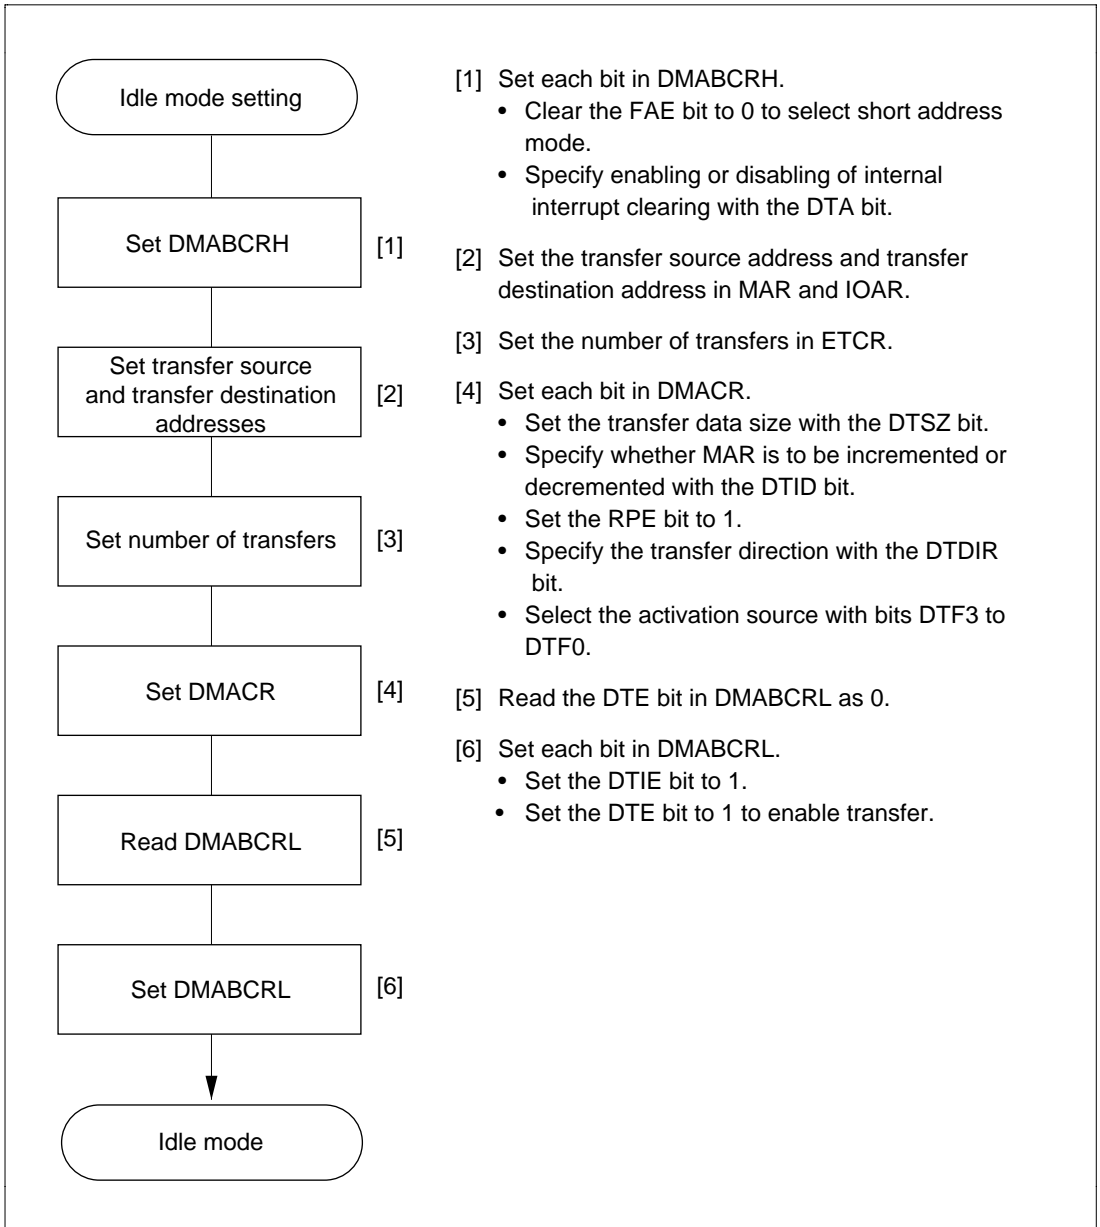 Idle mode setting
Set DMABCRH
[1]
Set transfer source
and transfer destination
addresses
[2]
Set number of transfers
[3]
Set DMACR
[4]
Read DMABCRL
[5]
Set DMABCRL
[6]
Idle mode
[1] Set each bit in DMABCRH.
• Clear the FAE bit to 0 to select short address
mode.
• Specify enabling or disabling of internal
interrupt clearing with the DTA bit.
[2] Set the transfer source address and transfer
destination address in MAR and IOAR.
[3] Set the number of transfers in ETCR.
[4] Set each bit in DMACR.
• Set the transfer data size with the DTSZ bit.
• Specify whether MAR is to be incremented or
decremented with the DTID bit.
• Set the RPE bit to 1.
• Specify the transfer direction with the DTDIR
bit.
• Select the activation source with bits DTF3 to
DTF0.
[5] Read the DTE bit in DMABCRL as 0.
[6] Set each bit in DMABCRL.
• Set the DTIE bit to 1.
• Set the DTE bit to 1 to enable transfer.